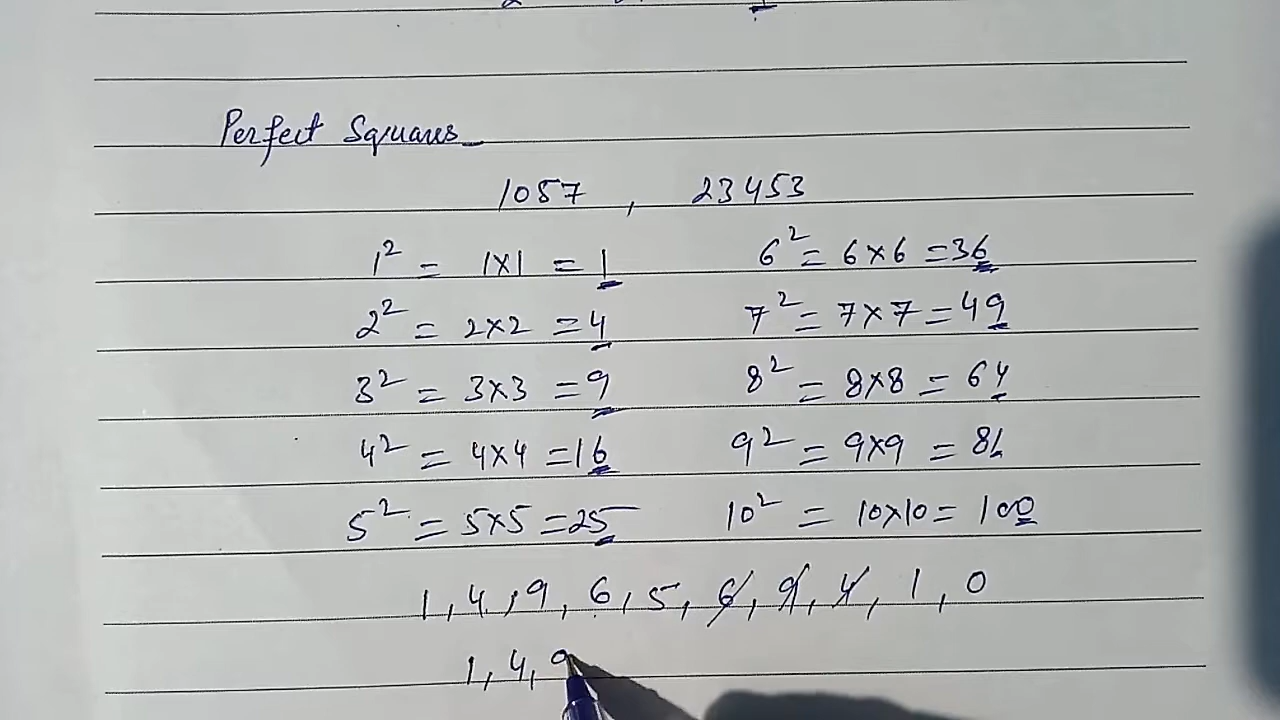 Perfect Squares
1057 , 23453
1² = 1×1 = 1 6² = 6×6 = 36
2² = 2×2 = 4 7² = 7×7 = 49
3² = 3×3 = 9 8² = 8×8 = 64
4² = 4×4 = 16 9² = 9×9 = 81
5² = 5×5 = 25 10² = 10×10 = 100
1, 4, 9, 6, 5, 6, 9, 4, 1, 0
1, 4, 9